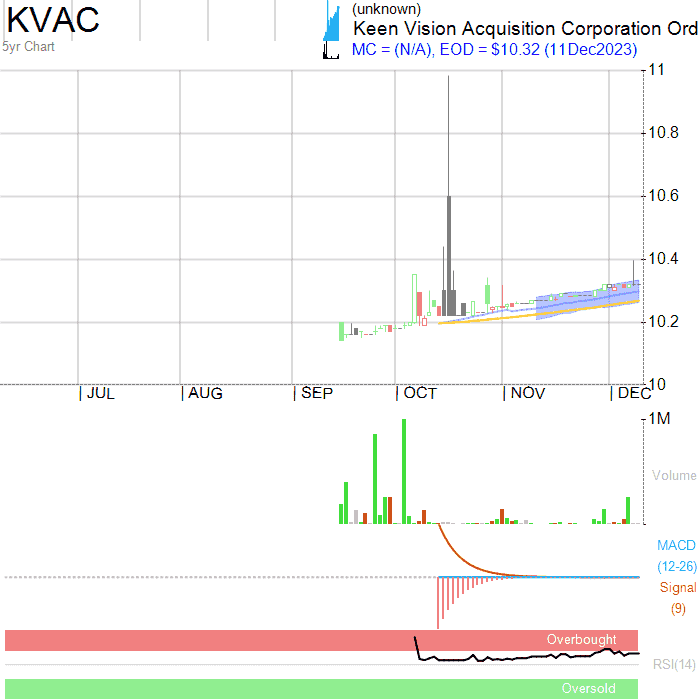 KVAC
5yr Chart
(unknown)
Keen Vision Acquisition Corporation Ord
MC = (N/A), EOD = $10.32 (11Dec2023)
11
10.8
10.6
10.4
10.2
10
JUL
AUG
SEP
OCT
NOV
DEC
1M
Volume
MACD
(12-26)
Signal
(9)
Overbought
RSI(14)
Oversold